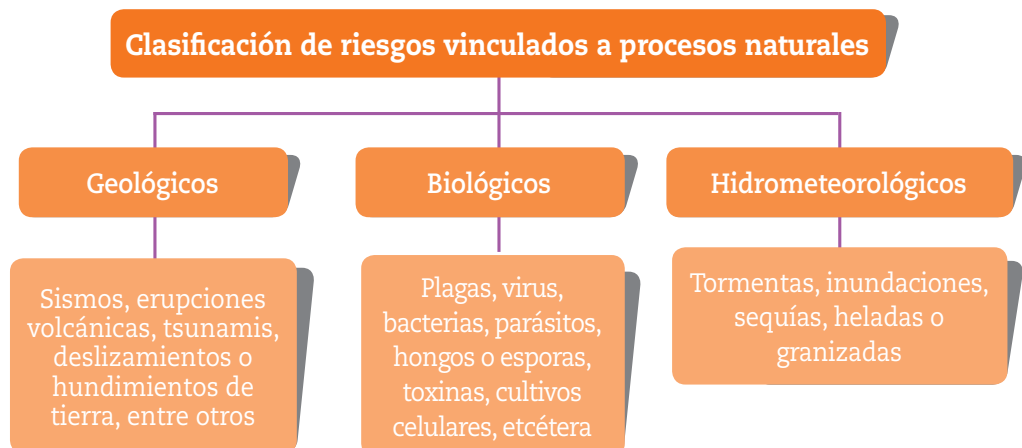 Clasificación de riesgos vinculados a procesos naturales
Geológicos
Sismos, erupciones
volcánicas, tsunamis,
deslizamientos o
hundimientos de
tierra, entre otros
Biológicos
Plagas, virus,
bacterias, parásitos,
hongos o esporas,
toxinas, cultivos
celulares, etcétera
Hidrometeorológicos
Tormentas, inundaciones,
sequías, heladas o
granizadas